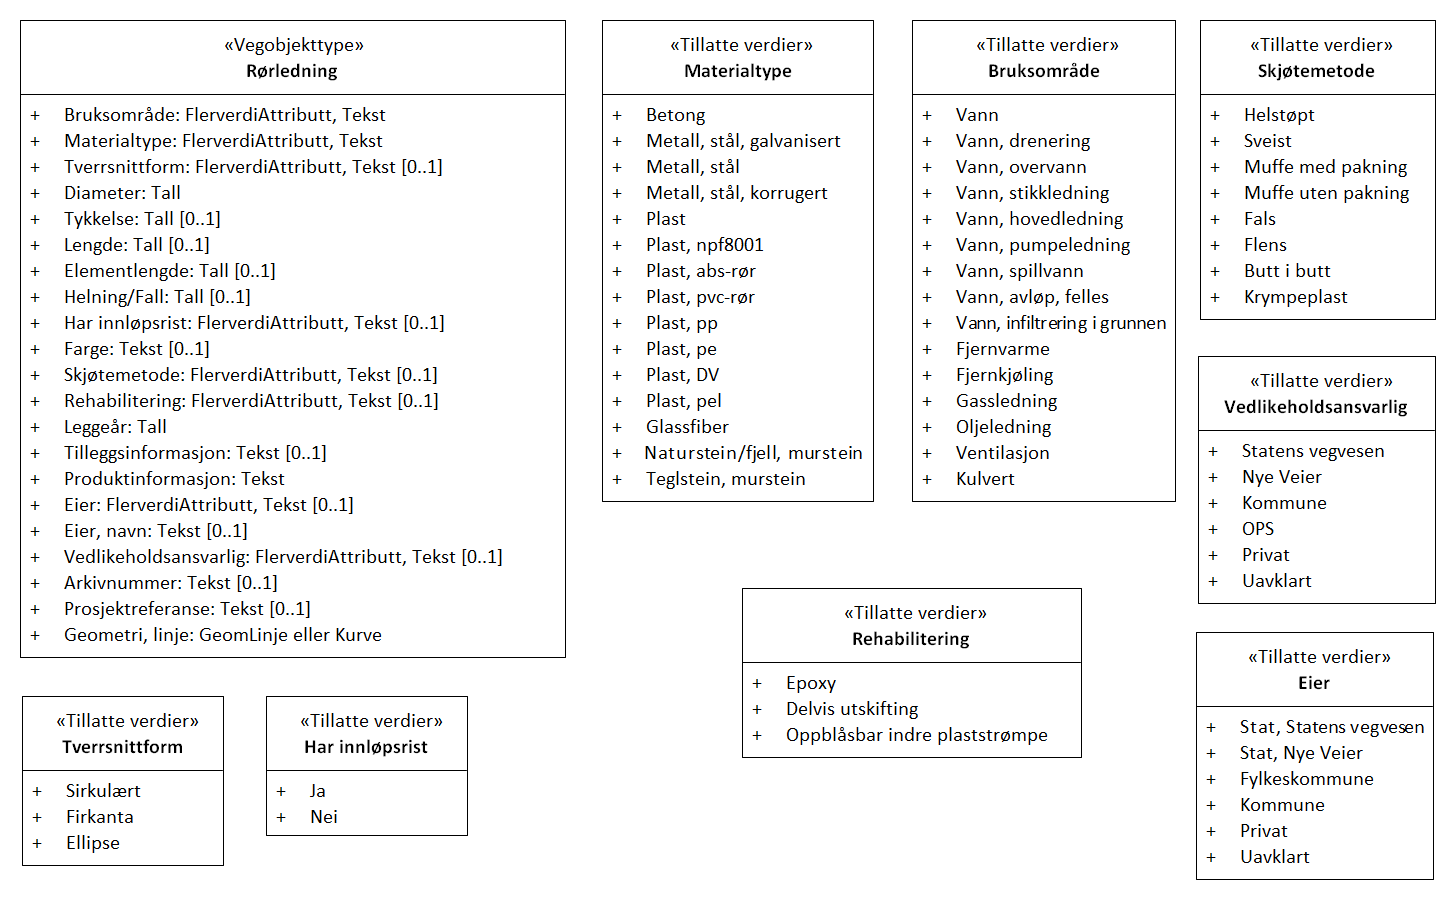 «Vegobjekttype»
Rørledning
+ Bruksområde: FlerverdiAttributt, Tekst
+ Materialtype: FlerverdiAttributt, Tekst
+ Tverrsnittform: FlerverdiAttributt, Tekst [0..1]
+ Diameter: Tall
+ Tykkelse: Tall [0..1]
+ Lengde: Tall [0..1]
+ Elementlengde: Tall [0..1]
+ Helning/Fall: Tall [0..1]
+ Har innløpsrist: FlerverdiAttributt, Tekst [0..1]
+ Farge: Tekst [0..1]
+ Skjøtemetode: FlerverdiAttributt, Tekst [0..1]
+ Rehabilitering: FlerverdiAttributt, Tekst [0..1]
+ Leggeår: Tall
+ Tilleggsinformasjon: Tekst [0..1]
+ Produktinformasjon: Tekst
+ Eier: FlerverdiAttributt, Tekst [0..1]
+ Eier, navn: Tekst [0..1]
+ Vedlikeholdsansvarlig: FlerverdiAttributt, Tekst [0..1]
+ Arkivnummer: Tekst [0..1]
+ Prosjektreferanse: Tekst [0..1]
+ Geometri, linje: GeomLinje eller Kurve
«Tillatte verdier»
Materialtype
+ Betong
+ Metall, stål, galvanisert
+ Metall, stål
+ Metall, stål, korrugert
+ Plast
+ Plast, npf8001
+ Plast, abs-rør
+ Plast, pvc-rør
+ Plast, pp
+ Plast, pe
+ Plast, DV
+ Plast, pel
+ Glassfiber
+ Naturstein/fjell, murstein
+ Teglstein, murstein
«Tillatte verdier»
Bruksområde
+ Vann
+ Vann, drenering
+ Vann, overvann
+ Vann, stikkledning
+ Vann, hovedledning
+ Vann, pumpeledning
+ Vann, spillvann
+ Vann, avløp, felles
+ Vann, infiltrering i grunnen
+ Fjernvarme
+ Fjernkjøling
+ Gassledning
+ Oljeledning
+ Ventilasjon
+ Kulvert
«Tillatte verdier»
Skjøtemetode
+ Helstøpt
+ Sveist
+ Muffe med pakning
+ Muffe uten pakning
+ Fals
+ Flens
+ Butt i butt
+ Krympeplast
«Tillatte verdier»
Vedlikeholdsansvarlig
+ Statens vegvesen
+ Nye Veier
+ Kommune
+ OPS
+ Privat
+ Uavklart
«Tillatte verdier»
Rehabilitering
+ Epoxy
+ Delvis utskifting
+ Oppblåsbar indre plaststrømpe
«Tillatte verdier»
Eier
+ Stat, Statens vegvesen
+ Stat, Nye Veier
+ Fylkeskommune
+ Kommune
+ Privat
+ Uavklart
«Tillatte verdier»
Tverrsnittform
+ Sirkulært
+ Firkanta
+ Ellipse
«Tillatte verdier»
Har innløpsrist
+ Ja
+ Nei